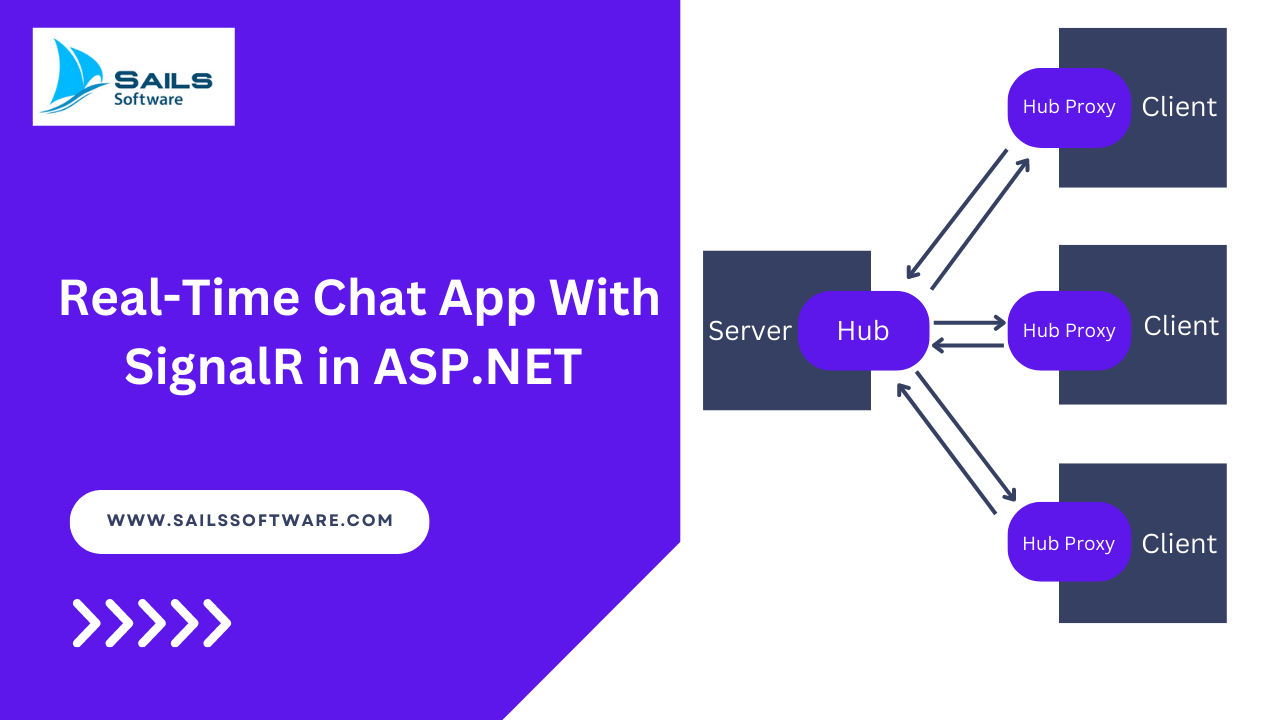 SAILS
Software
Real-Time Chat App With
SignalR in ASP.NET
WWW.SAILSSOFTWARE.COM
Server
Hub
Hub Proxy
Client
Hub Proxy
Client
Hub Proxy
Client